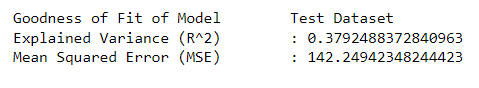 Goodness of Fit of Model        Test Dataset
Explained Variance (R^2)        : 0.3792488372840963
Mean Squared Error (MSE)        : 142.24942348244423